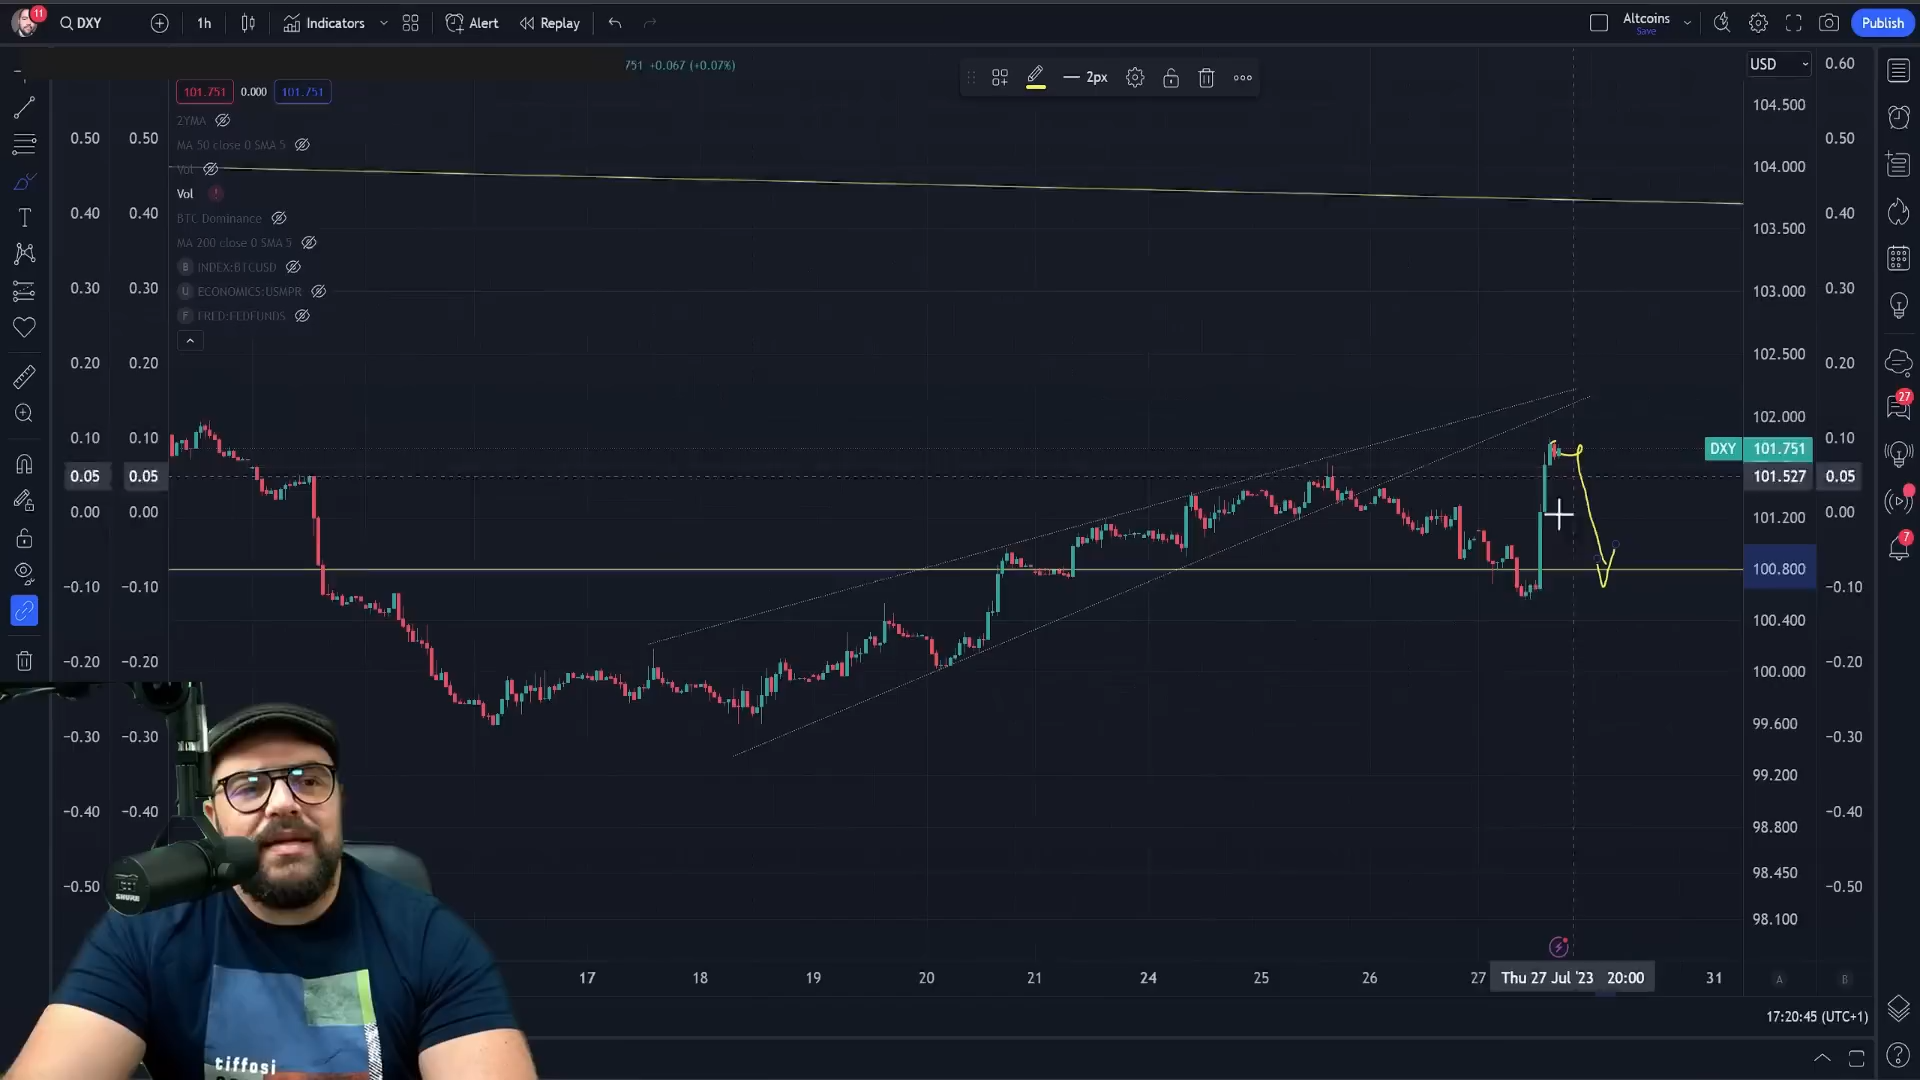 11
DXY
1h
Indicators
Alert
Replay
Altcoins
Save
Publish
751 +0.067 (+0.07%)
2px
USD
101.751 0.000 101.751
2YMA
MA 50 close 0 SMA 5
Vol
Vol
BTC Dominance
MA 200 close 0 SMA 5
B INDEX:BTCUSD
U ECONOMICS:USMPR
F FRED:FEDFUNDS
0.50 0.50
0.40 0.40
0.30 0.30
0.20 0.20
0.10 0.10
0.05 0.05
0.00 0.00
−0.10 −0.10
−0.20 −0.20
−0.30 −0.30
−0.40 −0.40
−0.50
104.500
104.000
103.500
103.000
102.500
102.000
DXY 101.751
101.527
101.200
100.800
100.400
100.000
99.600
99.200
98.800
98.450
98.100
0.60
0.50
0.40
0.30
0.20
0.10
0.05
0.00
−0.10
−0.20
−0.30
−0.40
−0.50
27
7
17 18 19 20 21 24 25 26 27 Thu 27 Jul '23 20:00 31
A B
17:20:45 (UTC+1)
SHURE
tiffosi